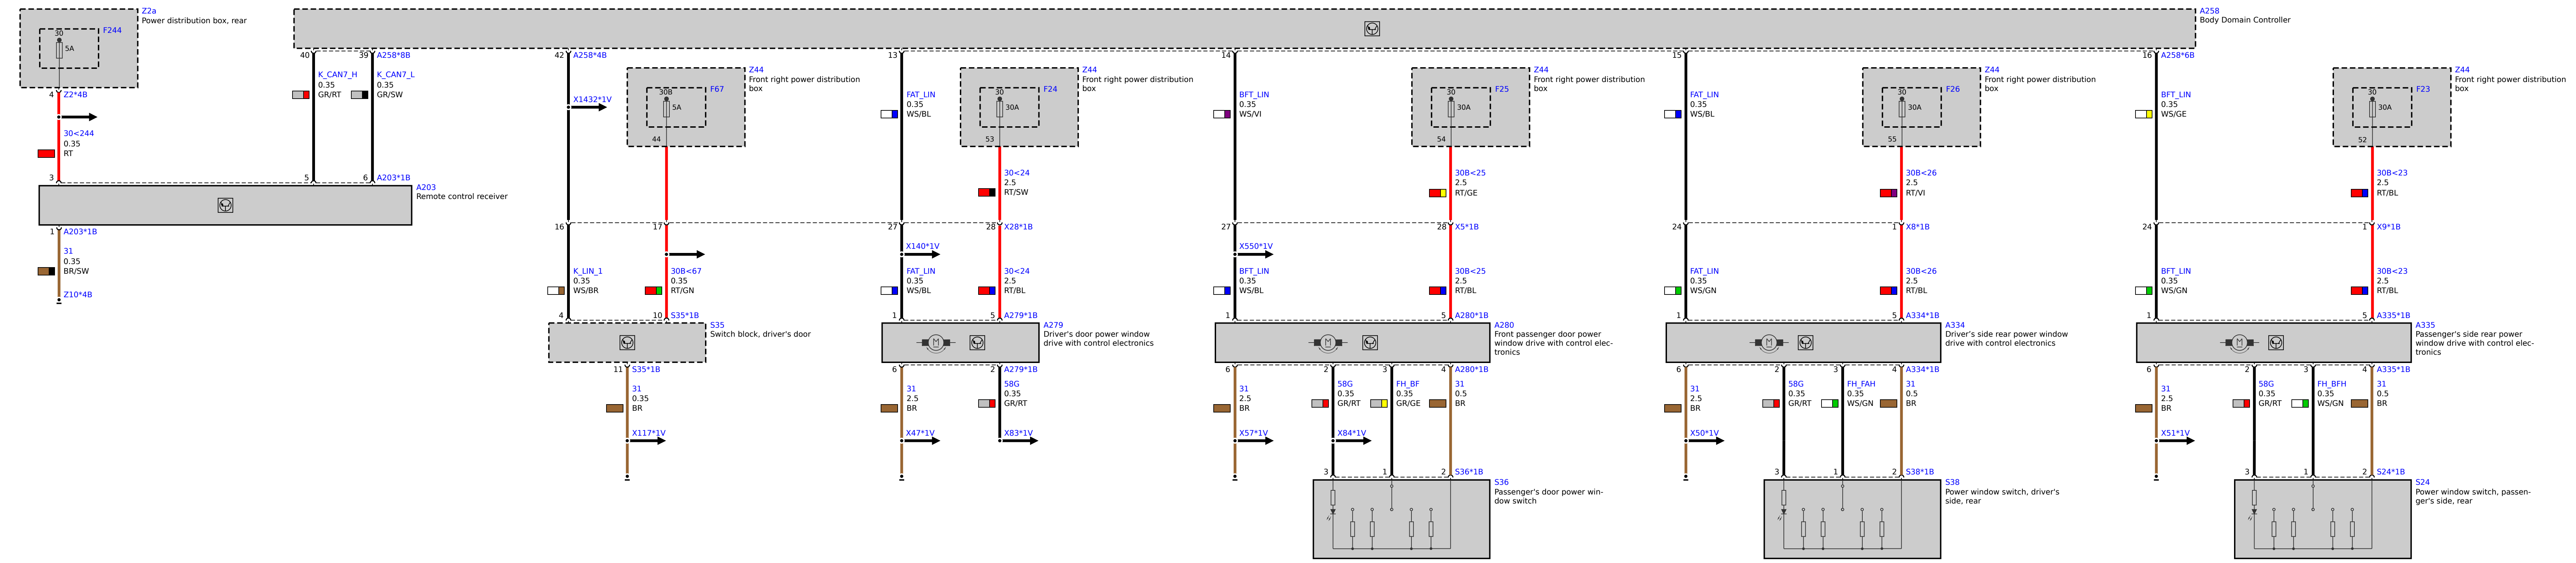 Z2a
Power distribution box, rear
F244
30
5A
4
Z2*4B
30<244
0.35
RT
3
A258
Body Domain Controller
40
K_CAN7_H
0.35
GR/RT
5
39
A258*8B
K_CAN7_L
0.35
GR/SW
6
A203*1B
A203
Remote control receiver
1
A203*1B
31
0.35
BR/SW
Z10*4B
42
A258*4B
X1432*1V
Z44
Front right power distribution
box
F67
30B
5A
44
16
17
K_LIN_1
0.35
WS/BR
30B<67
0.35
RT/GN
4
10
S35*1B
S35
Switch block, driver's door
11
S35*1B
31
0.35
BR
X117*1V
13
FAT_LIN
0.35
WS/BL
Z44
Front right power distribution
box
F24
30
30A
53
30<24
2.5
RT/SW
27
28
X28*1B
X140*1V
FAT_LIN
0.35
WS/BL
30<24
2.5
RT/BL
1
5
A279*1B
A279
Driver's door power window
drive with control electronics
M
6
2
A279*1B
31
2.5
BR
58G
0.35
GR/RT
X47*1V
X83*1V
14
BFT_LIN
0.35
WS/VI
Z44
Front right power distribution
box
F25
30
30A
54
30B<25
2.5
RT/GE
27
28
X5*1B
X550*1V
BFT_LIN
0.35
WS/BL
30B<25
2.5
RT/BL
1
5
A280*1B
A280
Front passenger door power
window drive with control elec-
tronics
M
6
2
3
4
A280*1B
31
2.5
BR
58G
0.35
GR/RT
FH_BF
0.35
GR/GE
31
0.5
BR
X57*1V
X84*1V
3
1
2
S36*1B
S36
Passenger's door power win-
dow switch
15
FAT_LIN
0.35
WS/BL
Z44
Front right power distribution
box
F26
30
30A
55
30B<26
2.5
RT/VI
24
1
X8*1B
FAT_LIN
0.35
WS/GN
30B<26
2.5
RT/BL
1
5
A334*1B
A334
Driver's side rear power window
drive with control electronics
M
6
2
3
4
A334*1B
31
2.5
BR
58G
0.35
GR/RT
FH_FAH
0.35
WS/GN
31
0.5
BR
X50*1V
3
1
2
S38*1B
S38
Power window switch, driver's
side, rear
16
A258*6B
BFT_LIN
0.35
WS/GE
Z44
Front right power distribution
box
F23
30
30A
52
30B<23
2.5
RT/BL
24
1
X9*1B
BFT_LIN
0.35
WS/GN
30B<23
2.5
RT/BL
1
5
A335*1B
A335
Passenger's side rear power
window drive with control elec-
tronics
M
6
2
3
4
A335*1B
31
2.5
BR
58G
0.35
GR/RT
FH_BFH
0.35
WS/GN
31
0.5
BR
X51*1V
3
1
2
S24*1B
S24
Power window switch, passen-
ger's side, rear